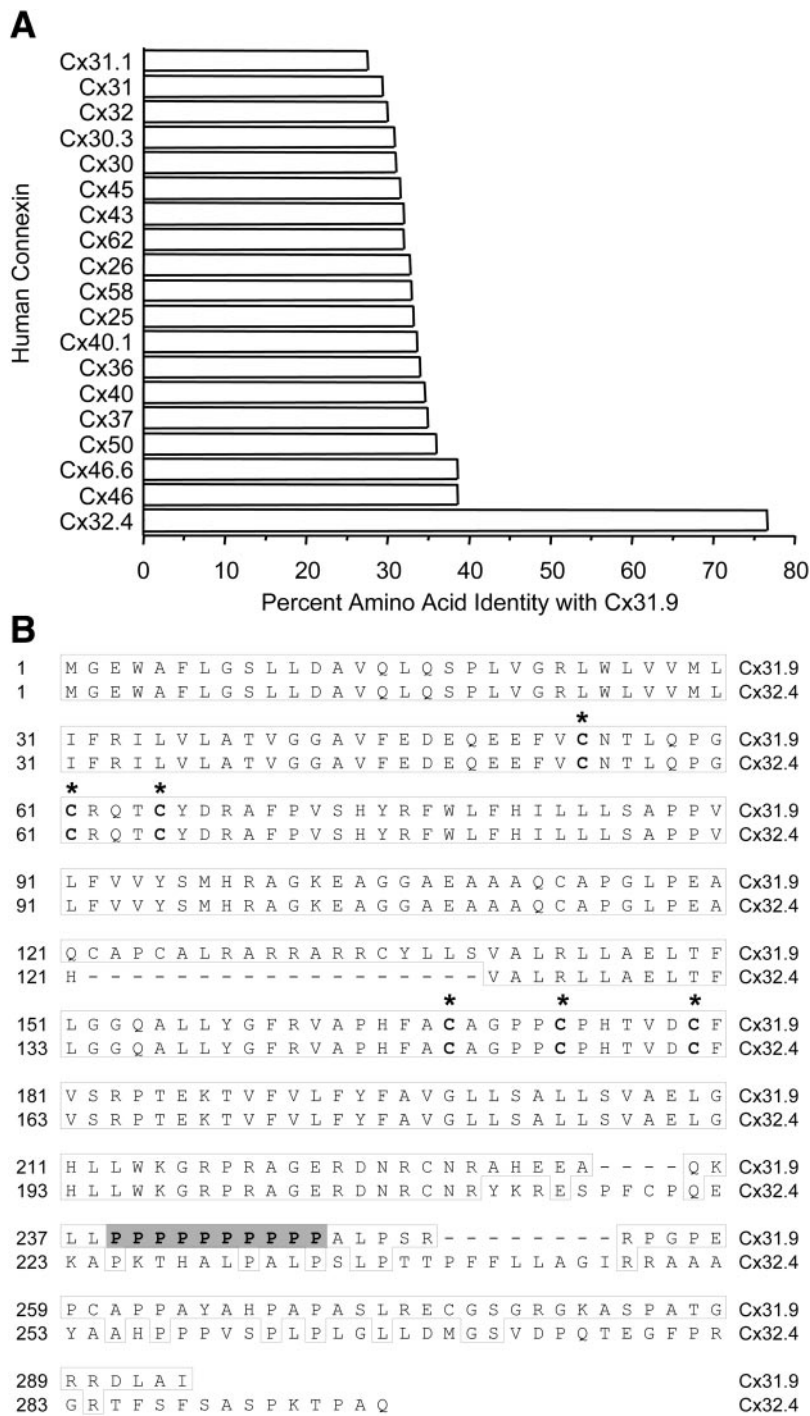 A
Cx31.1
Cx31
Cx32
Cx30.3
Cx30
Cx45
Cx43
Cx62
Cx26
Cx58
Cx25
Cx40.1
Cx36
Cx40
Cx37
Cx50
Cx46.6
Cx46
Cx32.4
Human Connexin
0 10 20 30 40 50 60 70 80
Percent Amino Acid Identity with Cx31.9
B
1 M G E W A F L G S L L D A V Q L Q S P L V G R L W L V V M L Cx31.9
1 M G E W A F L G S L L D A V Q L Q S P L V G R L W L V V M L Cx32.4
*
31 I F R I L V L A T V G G A V F E D E Q E E F V C N T L Q P G Cx31.9
31 I F R I L V L A T V G G A V F E D E Q E E F V C N T L Q P G Cx32.4
* *
61 C R Q T C Y D R A F P V S H Y R F W L F H I L L L S A P P V Cx31.9
61 C R Q T C Y D R A F P V S H Y R F W L F H I L L L S A P P V Cx32.4
91 L F V V Y S M H R A G K E A G G A E A A A Q C A P G L P E A Cx31.9
91 L F V V Y S M H R A G K E A G G A E A A A Q C A P G L P E A Cx32.4
121 Q C A P C A L R A R R A R R C Y L L S V A L R L L A E L T F Cx31.9
121 H - - - - - - - - - - - - - - - - - - V A L R L L A E L T F Cx32.4
* * *
151 L G G Q A L L Y G F R V A P H F A C A G P P C P H T V D C F Cx31.9
133 L G G Q A L L Y G F R V A P H F A C A G P P C P H T V D C F Cx32.4
181 V S R P T E K T V F V L F Y F A V G L L S A L L S V A E L G Cx31.9
163 V S R P T E K T V F V L F Y F A V G L L S A L L S V A E L G Cx32.4
211 H L L W K G R P R A G E R D N R C N R A H E E A - - - - Q K Cx31.9
193 H L L W K G R P R A G E R D N R C N R Y K R E S P F C P Q E Cx32.4
237 L L P P P P P P P P P P A L P S R - - - - - - - - R P G P E Cx31.9
223 K A P K T H A L P A L P S L P T T P F F L L A G I R R A A A Cx32.4
259 P C A P P A Y A H P A P A S L R E C G S G R G K A S P A T G Cx31.9
253 Y A A H P P P V S P L P L G L L D M G S V D P Q T E G F P R Cx32.4
289 R R D L A I Cx31.9
283 G R T F S F S A S P K T P A Q Cx32.4